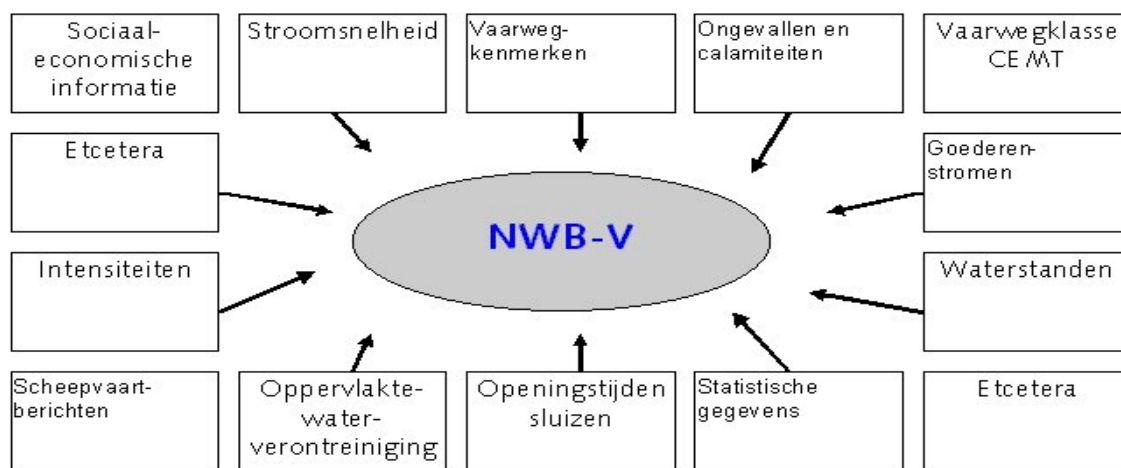 Sociaal-
economische
informatie
Stroomsnelheid
Vaarweg-
kenmerken
Ongevallen en
calamiteiten
Vaarwegklasse
CEMT
Etcetera
Goederen-
stromen
NWB-V
Intensiteiten
Waterstanden
Scheepvaart-
berichten
Oppervlakte-
water-
verontreiniging
Openingstijden
sluizen
Statistische
gegevens
Etcetera